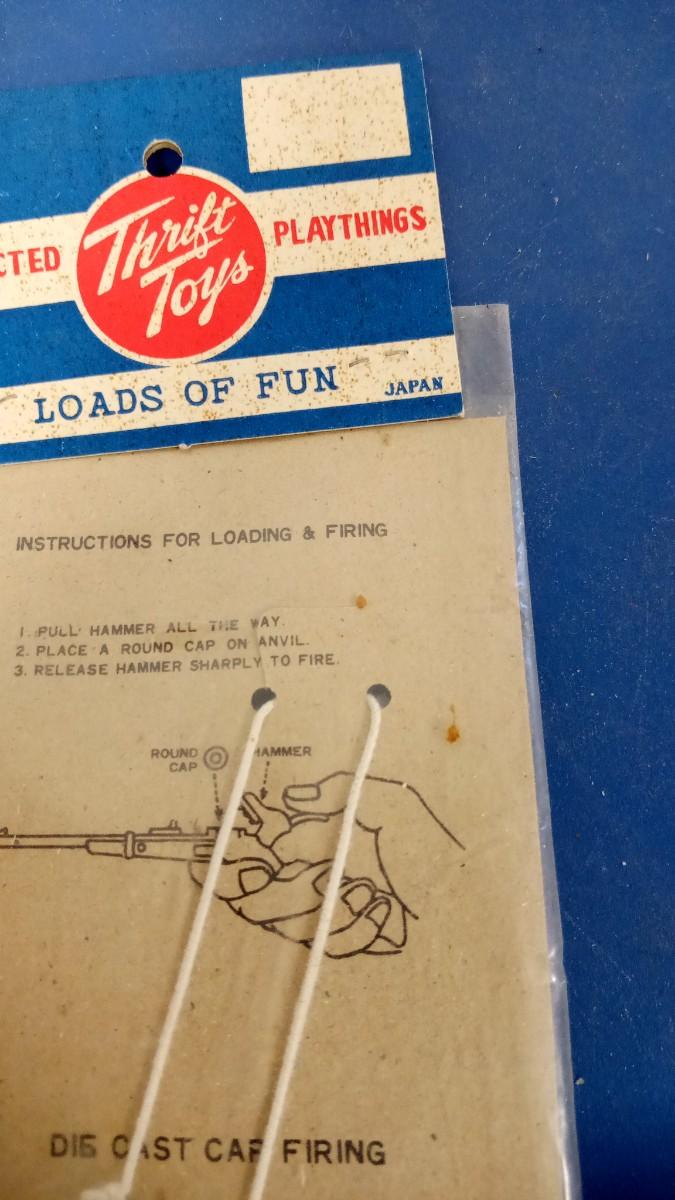 CTED Thrift Toys PLAYTHINGS
LOADS OF FUN JAPAN
INSTRUCTIONS FOR LOADING & FIRING
1. PULL HAMMER ALL THE WAY.
2. PLACE A ROUND CAP ON ANVIL.
3. RELEASE HAMMER SHARPLY TO FIRE.
ROUND CAP
HAMMER
DIE CAST CAP FIRING